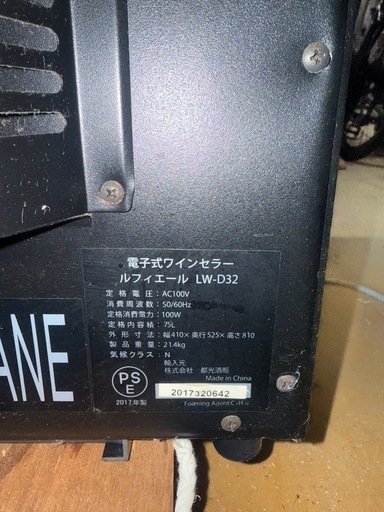 電子式ワインセラー
ルフィエール LW-D32
定格電圧：AC100V
消費周波数：50/60Hz
定格消費電力：100W
定格内容積：75L
外形寸法：幅410×奥行525×高さ810
製品重量：21.4kg
気候クラス：N
輸入元
株式会社 都光酒販
Made in China
PS
E
2017年製
2017320642
Foaming Agent:C
ANE